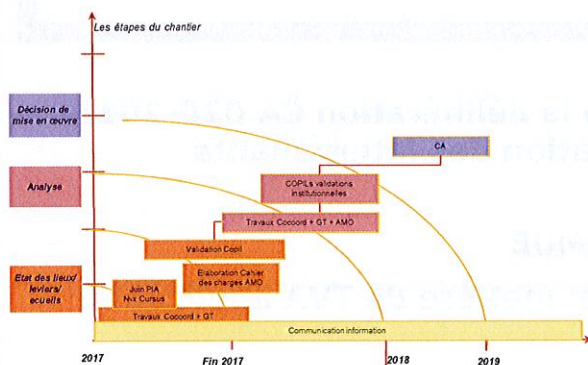 Les étapes du chantier
Décision de
mise en œuvre
CA
COPILs validations
institutionnelles
Analyse
Travaux Cocoord + GT + AMO
Validation Copil
Elaboration Cahier
des charges AMO
Etat des lieux/
leviers/
ecueils
Juin PIA
Nvx Cursus
Travaux Cocoord + GT
Communication information
2017
Fin 2017
2018
2019